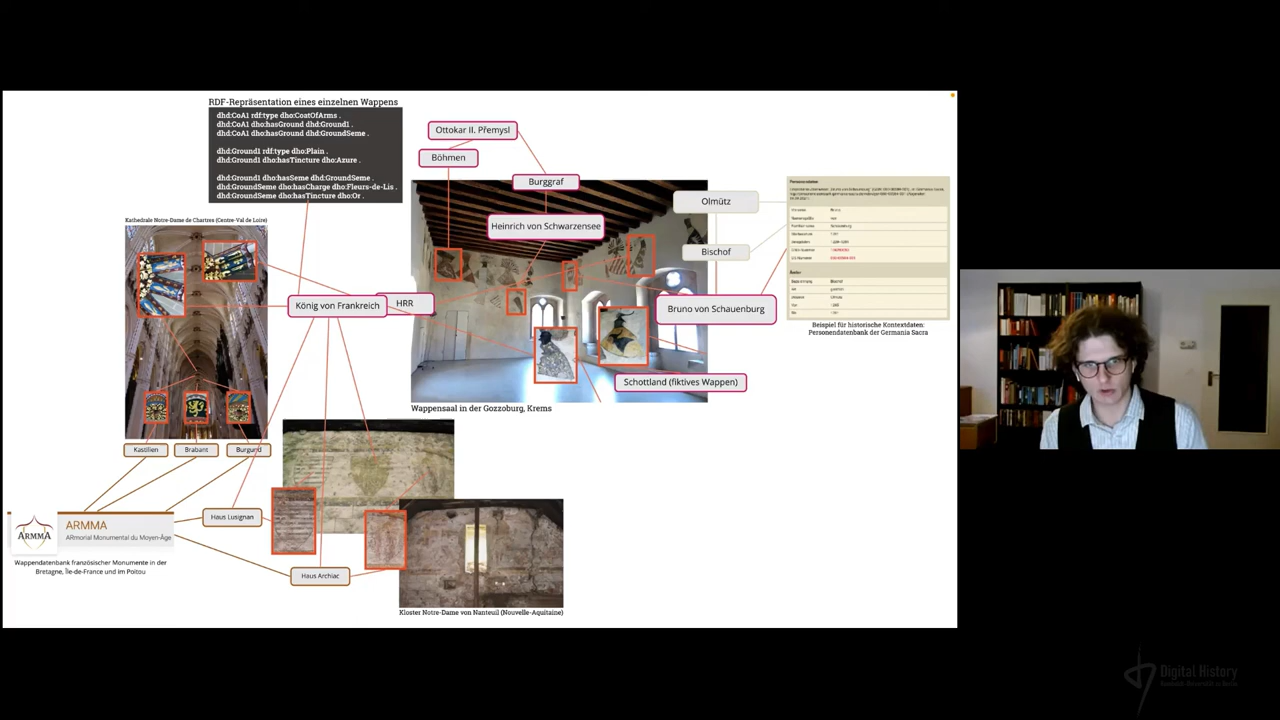 RDF-Repräsentation eines einzelnen Wappens
dhd:CoA1 rdf:type dho:CoatOfArms .
dhd:CoA1 dho:hasGround dhd:Ground1 .
dhd:CoA1 dho:hasGround dhd:GroundSeme .
dhd:Ground1 rdf:type dho:Plain .
dhd:Ground1 dho:hasTincture dho:Azure .
dhd:Ground1 dho:hasSeme dhd:GroundSeme .
dhd:GroundSeme dho:hasCharge dho:Fleurs-de-Lis .
dhd:GroundSeme dho:hasTincture dho:Or .
Ottokar II. Přemysl
Böhmen
Burggraf
Heinrich von Schwarzensee
Olmütz
Bischof
Bruno von Schauenburg
Schottland (fiktives Wappen)
Wappensaal in der Gozzoburg, Krems
Beispiel für historische Kontextdaten:
Personendatenbank der Germania Sacra
Kathedrale Notre-Dame de Chartres (Centre-Val de Loire)
König von Frankreich
HRR
Kastilien
Brabant
Burgund
Haus Lusignan
Haus Archiac
ARMMA
ARMMA
ARmorial Monumental du Moyen-Âge
Wappendatenbank französischer Monumente in der
Bretagne, Île-de-France und im Poitou
Kloster Notre-Dame von Nanteuil (Nouvelle-Aquitaine)
Digital History